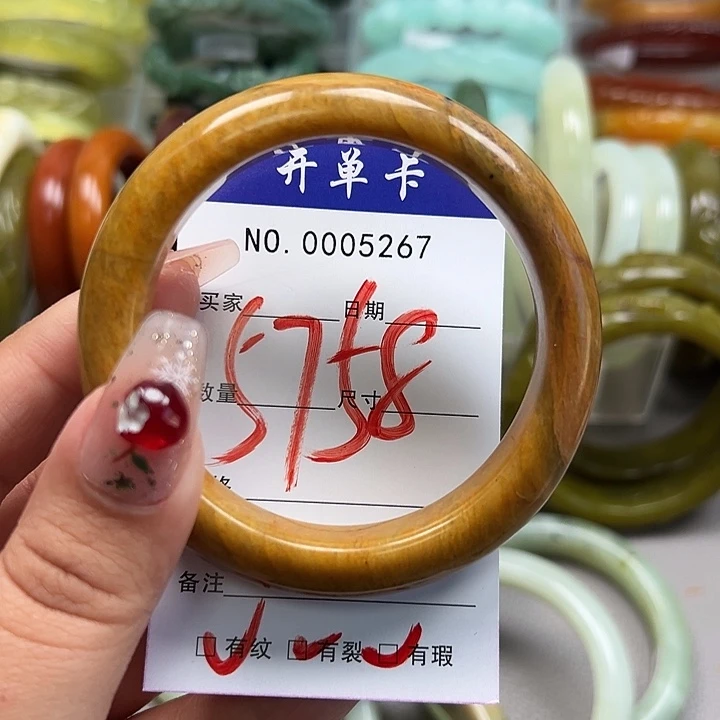 开单卡
NO. 0005267
买家 日期
5758
数量 尺寸
备注
☑有纹 ☑有裂 ☑有瑕